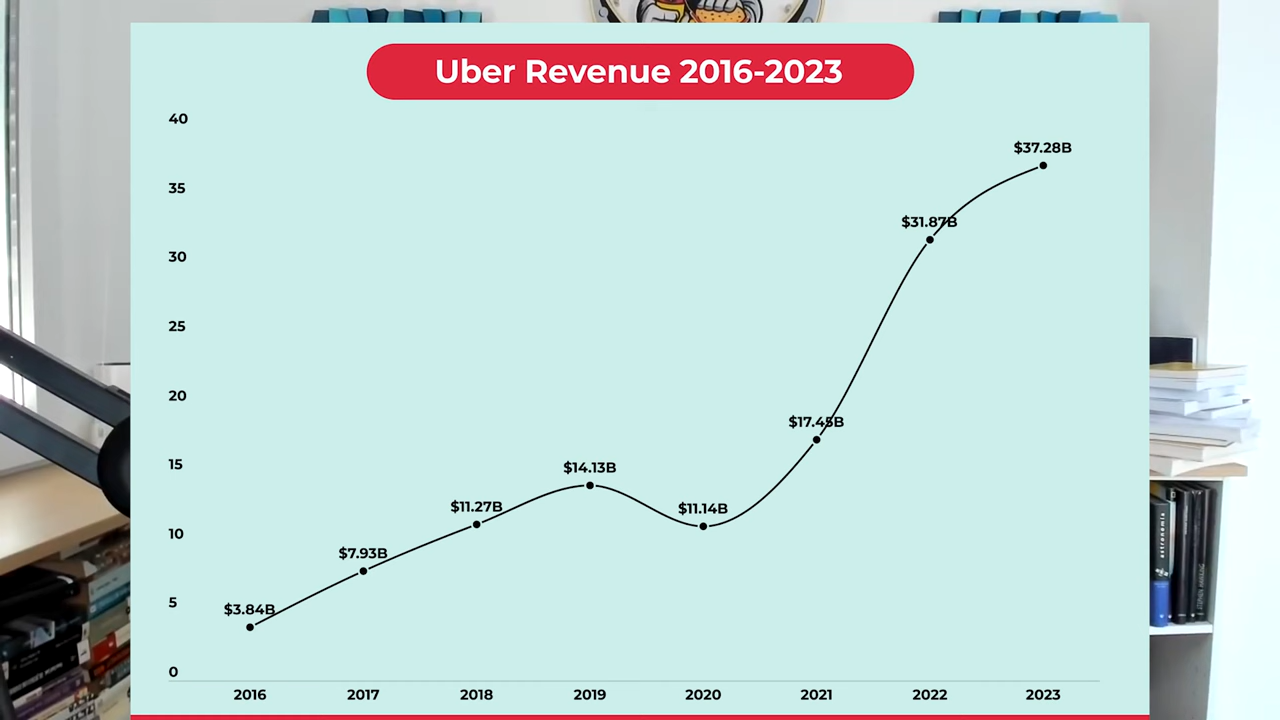 Uber Revenue 2016-2023
40
$37.28B
35
$31.87B
30
25
20
$17.45B
15
$14.13B
$11.27B
$11.14B
10
$7.93B
5
$3.84B
0
2016 2017 2018 2019 2020 2021 2022 2023
astronomia